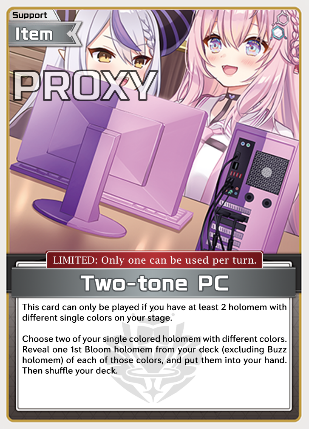 Support
Item
PROXY
LIMITED: Only one can be used per turn.
Two-tone PC
This card can only be played if you have at least 2 holomem with
different single colors on your stage.
Choose two of your single colored holomem with different colors.
Reveal one 1st Bloom holomem from your deck (excluding Buzz
holomem) of each of those colors, and put them into your hand.
Then shuffle your deck.